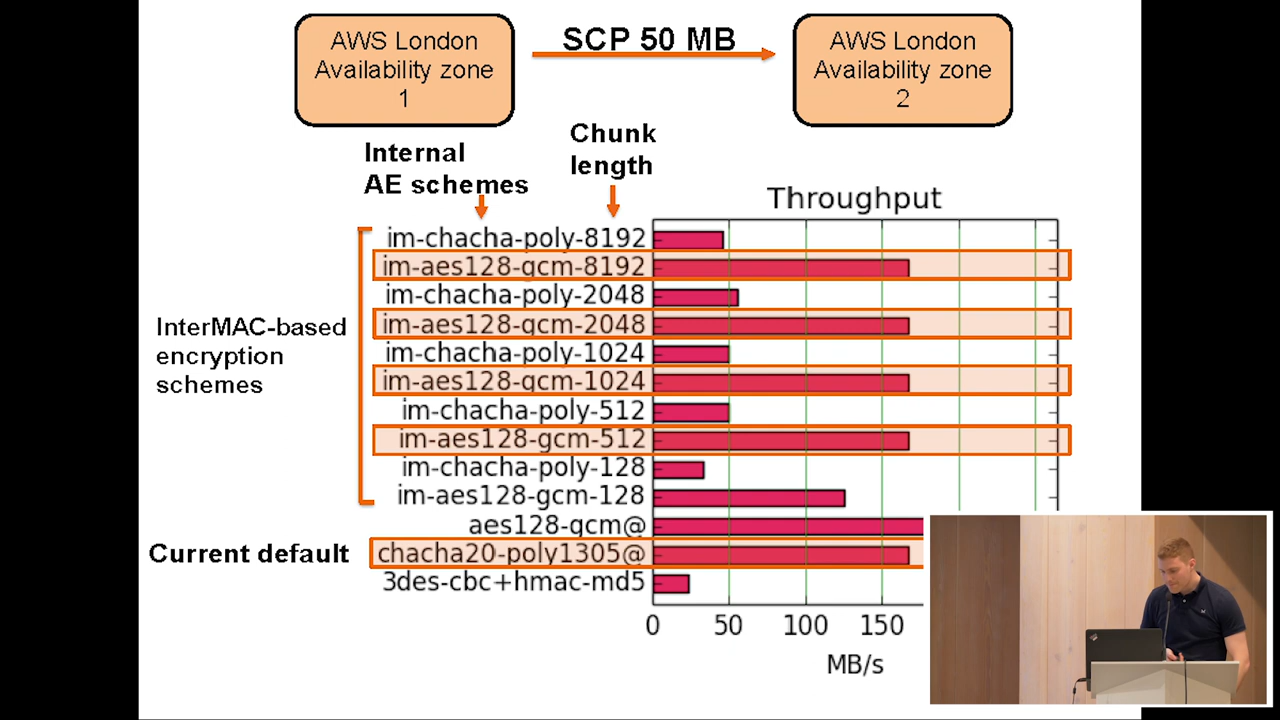 AWS London
Availability zone
1
SCP 50 MB
AWS London
Availability zone
2
Internal
AE schemes
Chunk
length
Throughput
InterMAC-based
encryption
schemes
im-chacha-poly-8192
im-aes128-gcm-8192
im-chacha-poly-2048
im-aes128-gcm-2048
im-chacha-poly-1024
im-aes128-gcm-1024
im-chacha-poly-512
im-aes128-gcm-512
im-chacha-poly-128
im-aes128-gcm-128
aes128-gcm@
Current default
chacha20-poly1305@
3des-cbc+hmac-md5
0 50 100 150
MB/s